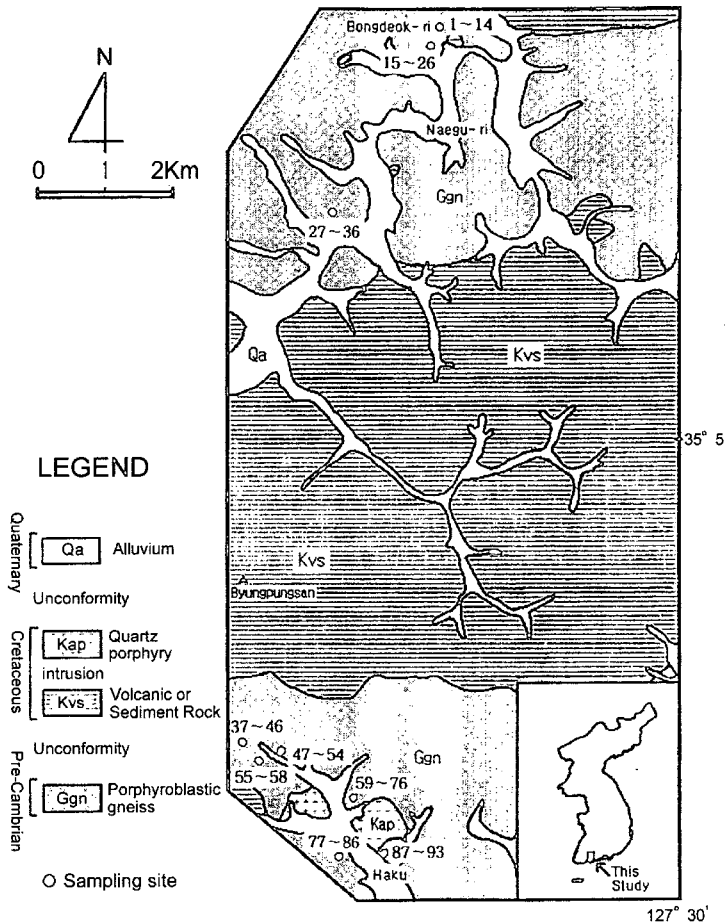 N
0 1 2Km
Bongdeok-ri 1~14
15~26
Naegu-ri
Ggn
27~36
Qa
Kvs
35° 5
Kvs
Byungpungsan
37~46
47~54
Ggn
55~58
59~76
Kap
77~86
87~93
Haku
This
Study
127° 30'
LEGEND
Quaternary
Qa Alluvium
Unconformity
Cretaceous
Kap Quartz
porphyry
intrusion
Kvs Volcanic or
Sediment Rock
Unconformity
Pre-Cambrian
Ggn Porphyroblastic
gneiss
Sampling site